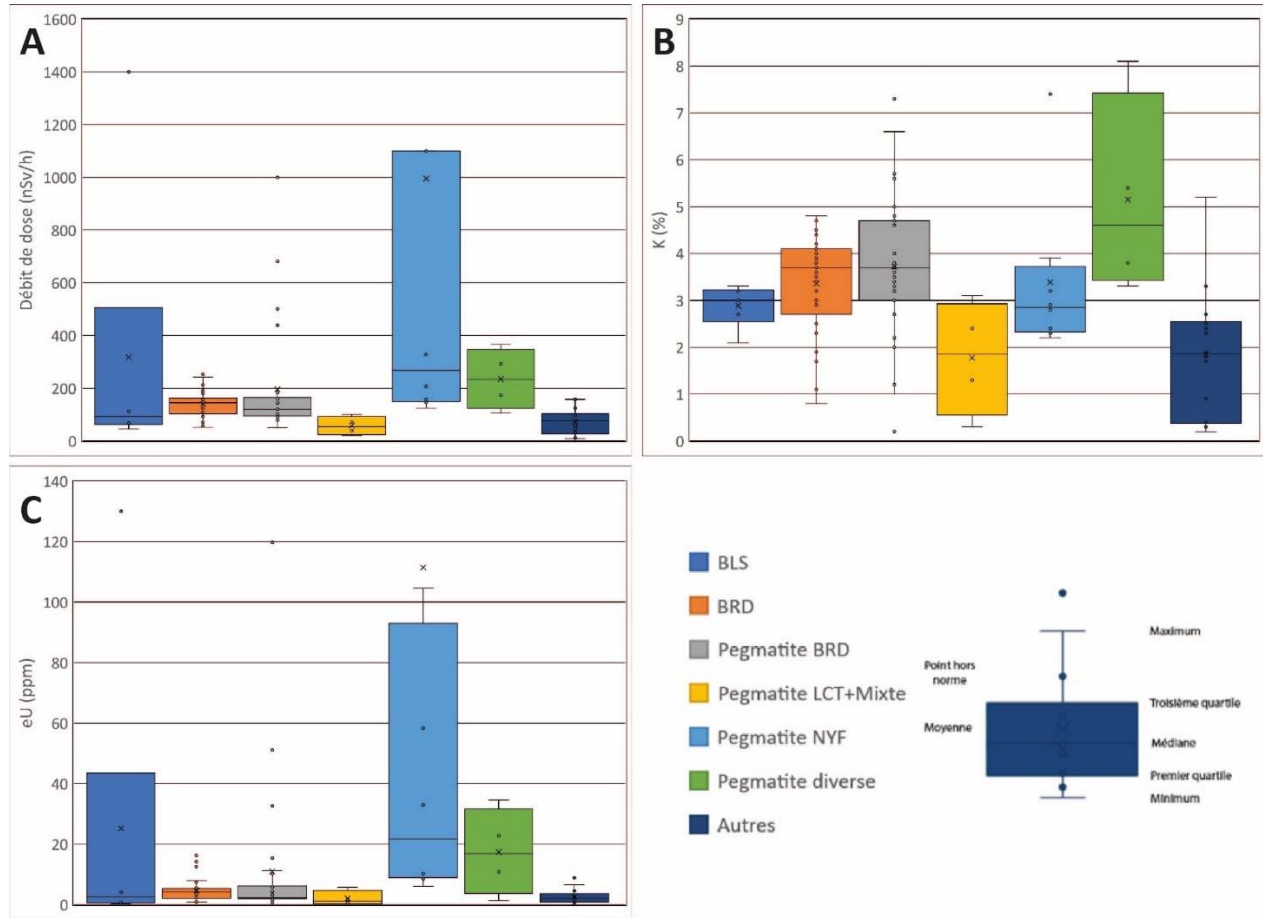 A
Débit de dose (nSv/h)
1600
1400
1200
1000
800
600
400
200
0
B
K (%)
9
8
7
6
5
4
3
2
1
0
C
eU (ppm)
140
120
100
80
60
40
20
0
BLS
BRD
Pegmatite BRD
Pegmatite LCT+Mixte
Pegmatite NYF
Pegmatite diverse
Autres
Maximum
Point hors
norme
Troisième quartile
Moyenne
Médiane
Premier quartile
Minimum